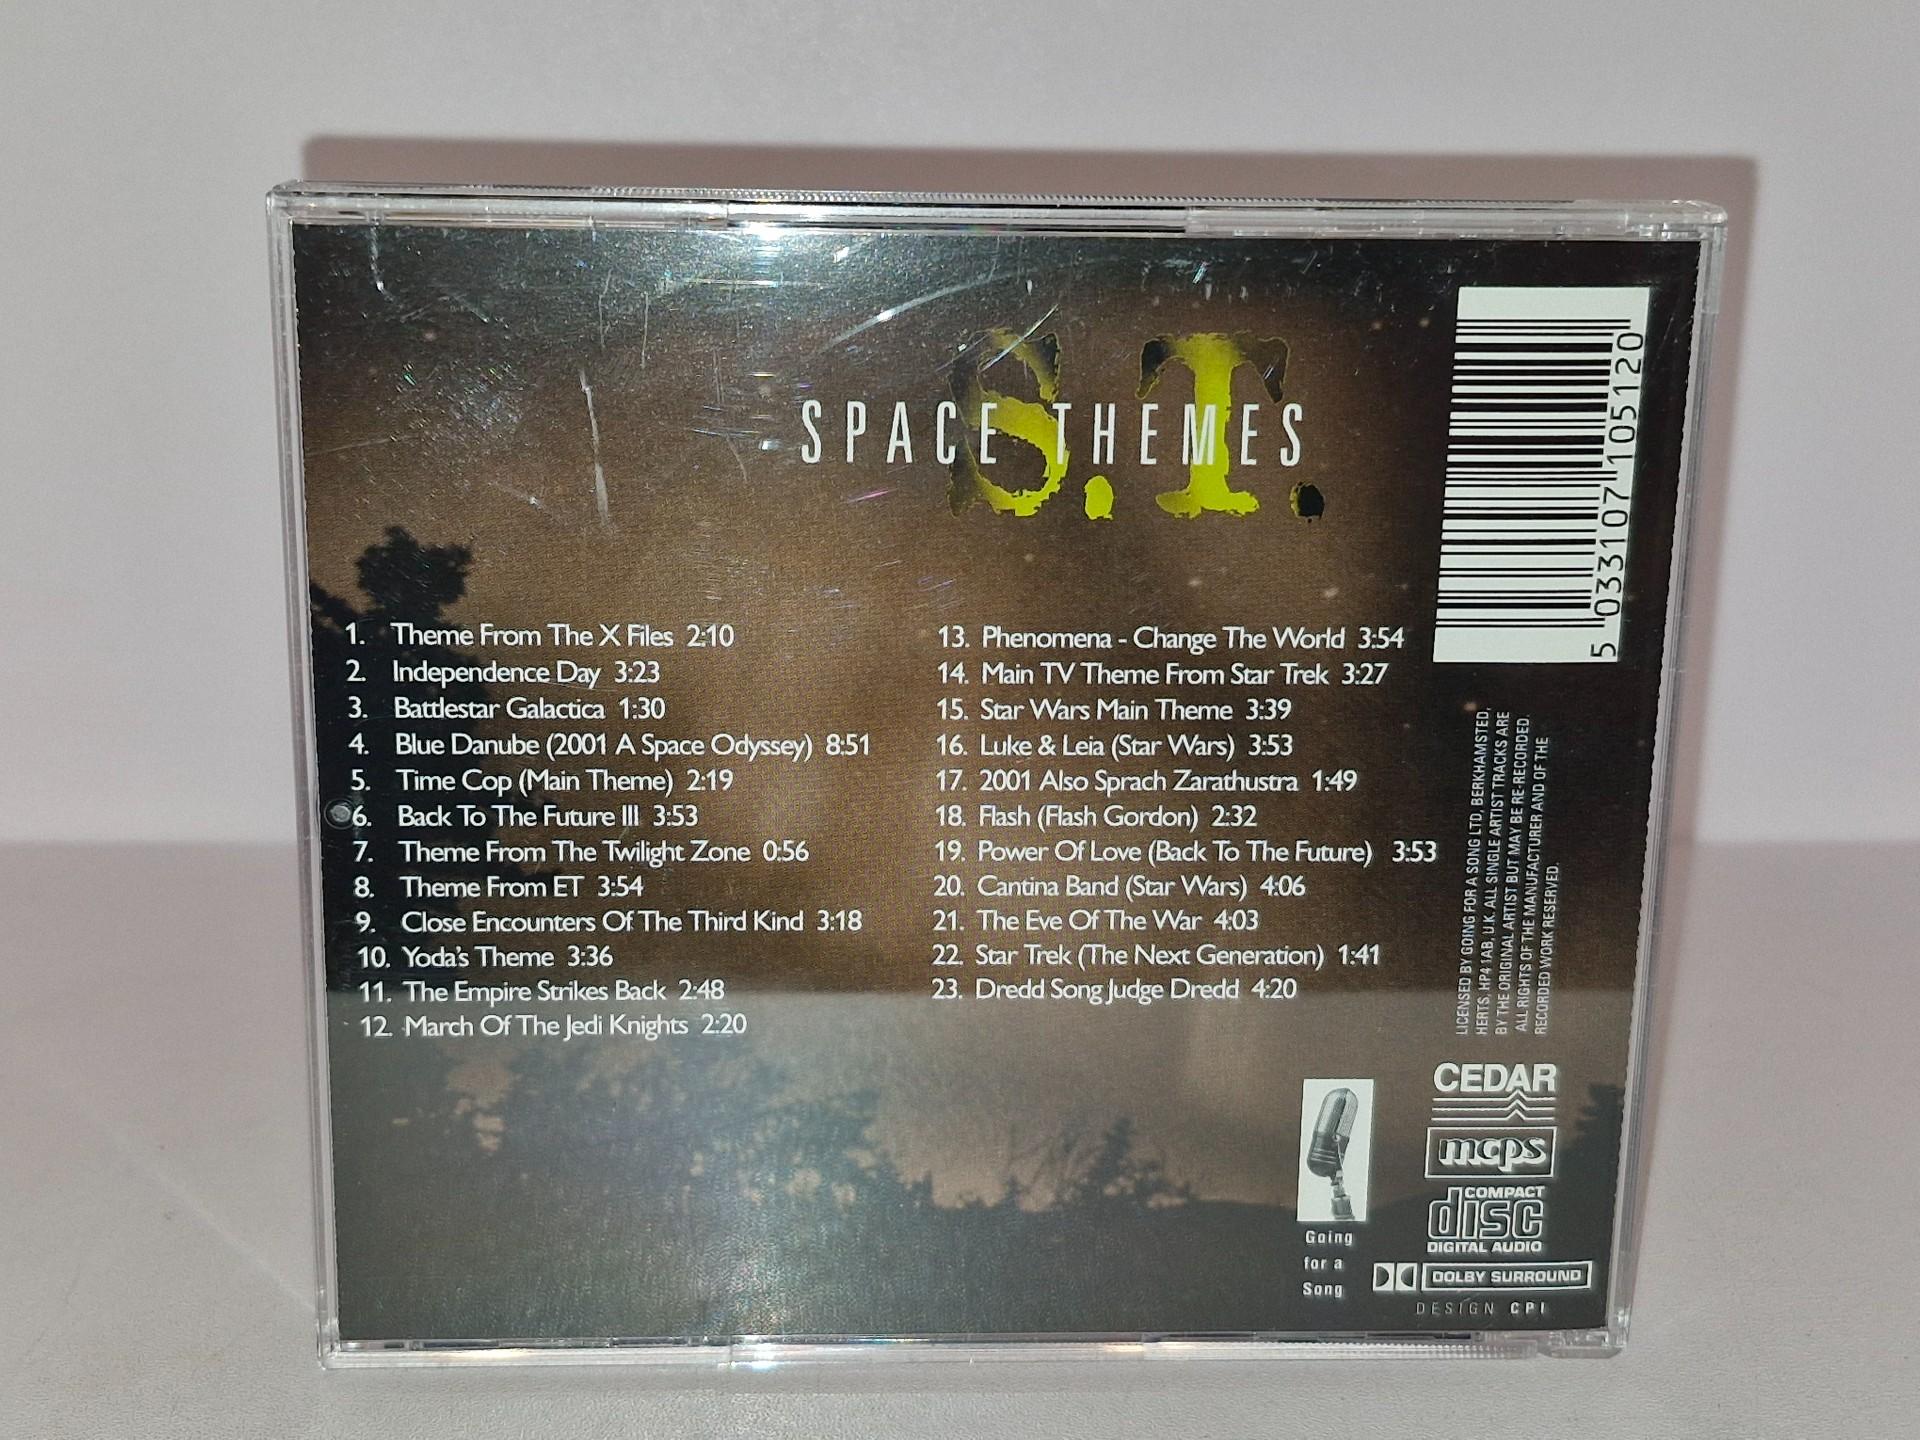 S.T.
SPACE THEMES
1. Theme From The X Files 2:10
2. Independence Day 3:23
3. Battlestar Galactica 1:30
4. Blue Danube (2001 A Space Odyssey) 8:51
5. Time Cop (Main Theme) 2:19
6. Back To The Future III 3:53
7. Theme From The Twilight Zone 0:56
8. Theme From ET 3:54
9. Close Encounters Of The Third Kind 3:18
10. Yoda's Theme 3:36
11. The Empire Strikes Back 2:48
12. March Of The Jedi Knights 2:20
13. Phenomena - Change The World 3:54
14. Main TV Theme From Star Trek 3:27
15. Star Wars Main Theme 3:39
16. Luke & Leia (Star Wars) 3:53
17. 2001 Also Sprach Zarathustra 1:49
18. Flash (Flash Gordon) 2:32
19. Power Of Love (Back To The Future) 3:53
20. Cantina Band (Star Wars) 4:06
21. The Eve Of The War 4:03
22. Star Trek (The Next Generation) 1:41
23. Dredd Song Judge Dredd 4:20
5 033107 105120
LICENSED BY GOING FOR A SONG LTD, BERKHAMSTED,
HERTS, HP4 1AB, U.K. ALL SINGLE ARTIST TRACKS ARE
BY THE ORIGINAL ARTIST BUT MAY BE RE-RECORDED.
ALL RIGHTS OF THE MANUFACTURER AND OF THE
RECORDED WORK RESERVED.
CEDAR
mcps
COMPACT
disc
DIGITAL AUDIO
DOLBY SURROUND
DESIGN CPI
Going
for a
Song